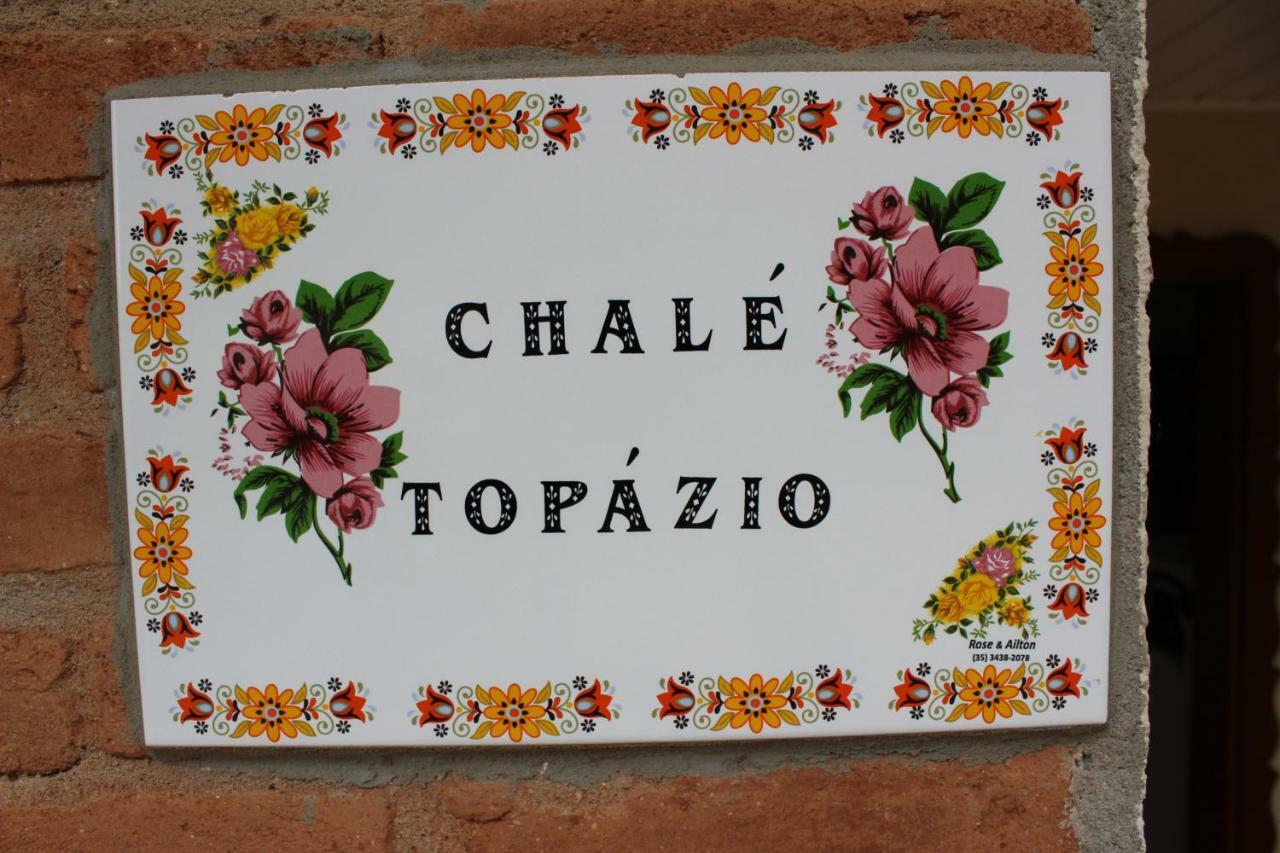 CHALÉ
TOPÁZIO
Rose & Ailton
(35) 3438-2078